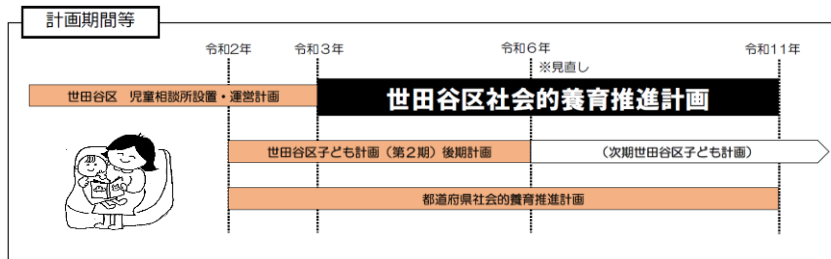 計画期間等
令和2年
令和3年
令和6年
令和11年
※見直し
世田谷区 児童相談所設置・運営計画
世田谷区社会的養育推進計画
世田谷区子ども計画（第2期）後期計画
（次期世田谷区子ども計画）
都道府県社会的養育推進計画